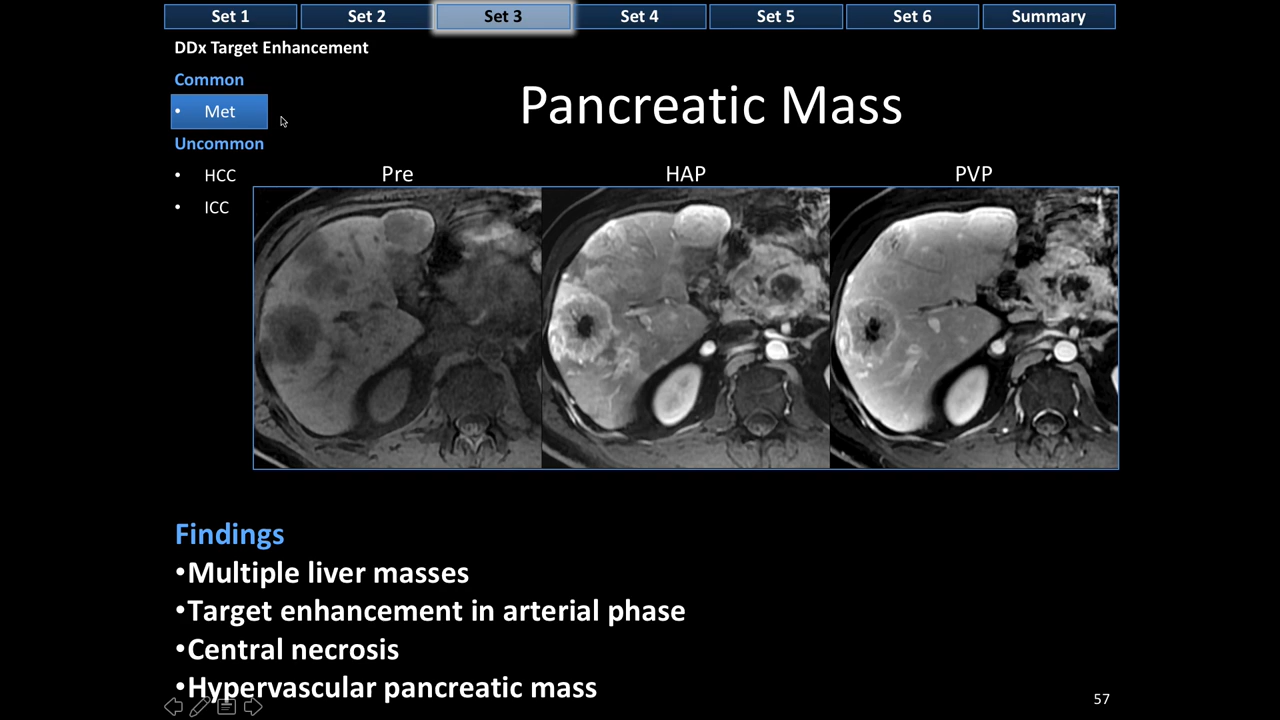 Set 1 Set 2 Set 3 Set 4 Set 5 Set 6 Summary
DDx Target Enhancement
Common
• Met
Uncommon
• HCC
• ICC
Pancreatic Mass
Pre HAP PVP
Findings
•Multiple liver masses
•Target enhancement in arterial phase
•Central necrosis
•Hypervascular pancreatic mass
57